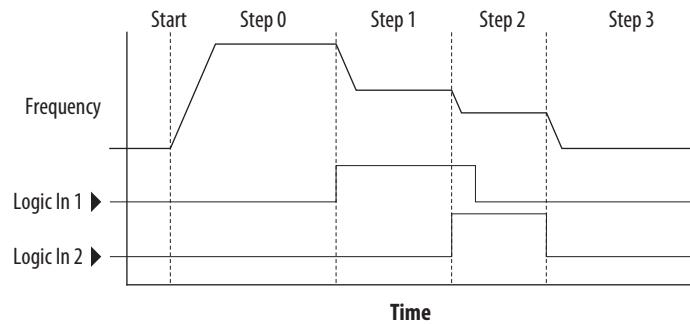 Start Step 0 Step 1 Step 2 Step 3
Frequency
Logic In 1
Logic In 2
Time